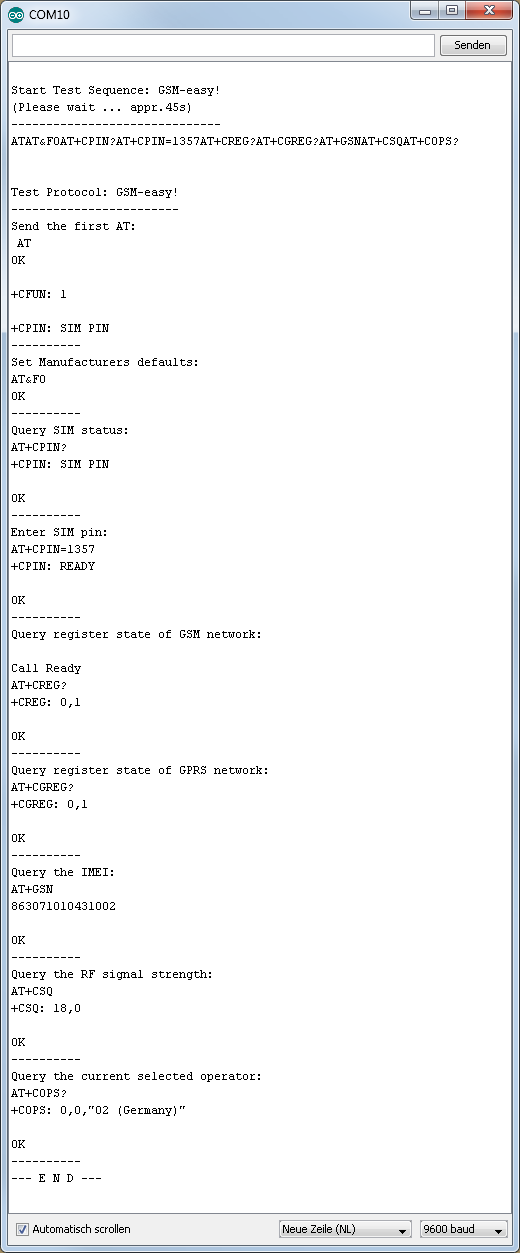 COM10
Senden
Start Test Sequence: GSM-easy!
(Please wait ... appr.45s)
------------------------------
ATAT&F0AT+CPIN?AT+CPIN=1357AT+CREG?AT+CGREG?AT+GSNAT+CSQAT+COPS?
Test Protocol: GSM-easy!
------------------------
Send the first AT:
AT
OK
+CFUN: 1
+CPIN: SIM PIN
----------
Set Manufacturers defaults:
AT&F0
OK
----------
Query SIM status:
AT+CPIN?
+CPIN: SIM PIN
OK
----------
Enter SIM pin:
AT+CPIN=1357
+CPIN: READY
OK
----------
Query register state of GSM network:
Call Ready
AT+CREG?
+CREG: 0,1
OK
----------
Query register state of GPRS network:
AT+CGREG?
+CGREG: 0,1
OK
----------
Query the IMEI:
AT+GSN
863071010431002
OK
----------
Query the RF signal strength:
AT+CSQ
+CSQ: 18,0
OK
----------
Query the current selected operator:
AT+COPS?
+COPS: 0,0,"O2 (Germany)"
OK
----------
--- E N D ---
Automatisch scrollen
Neue Zeile (NL)
9600 baud